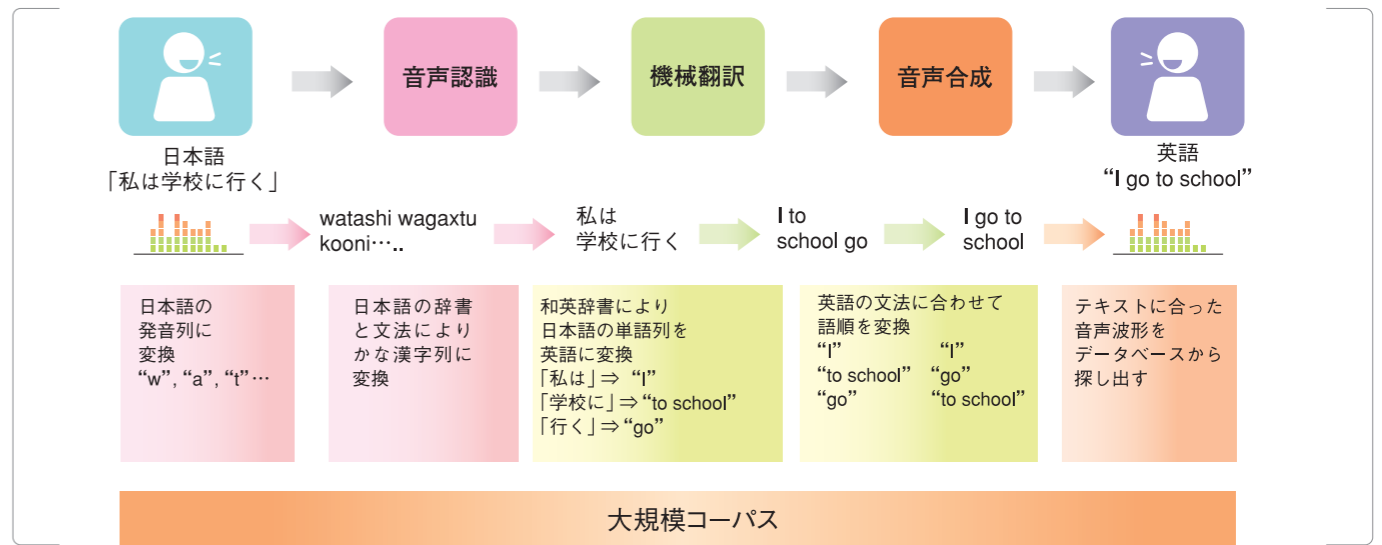 音声認識
機械翻訳
音声合成
日本語
「私は学校に行く」
英語
“I go to school”
watashi wagaxtu
kooni…..
私は
学校に行く
I to
school go
I go to
school
日本語の
発音列に
変換
“w”, “a”, “t”…
日本語の辞書
と文法により
かな漢字列に
変換
和英辞書により
日本語の単語列を
英語に変換
「私は」⇒ “I”
「学校に」⇒“to school”
「行く」⇒“go”
英語の文法に合わせて
語順を変換
“I” “I”
“to school” “go”
“go” “to school”
テキストに合った
音声波形を
データベースから
探し出す
大規模コーパス